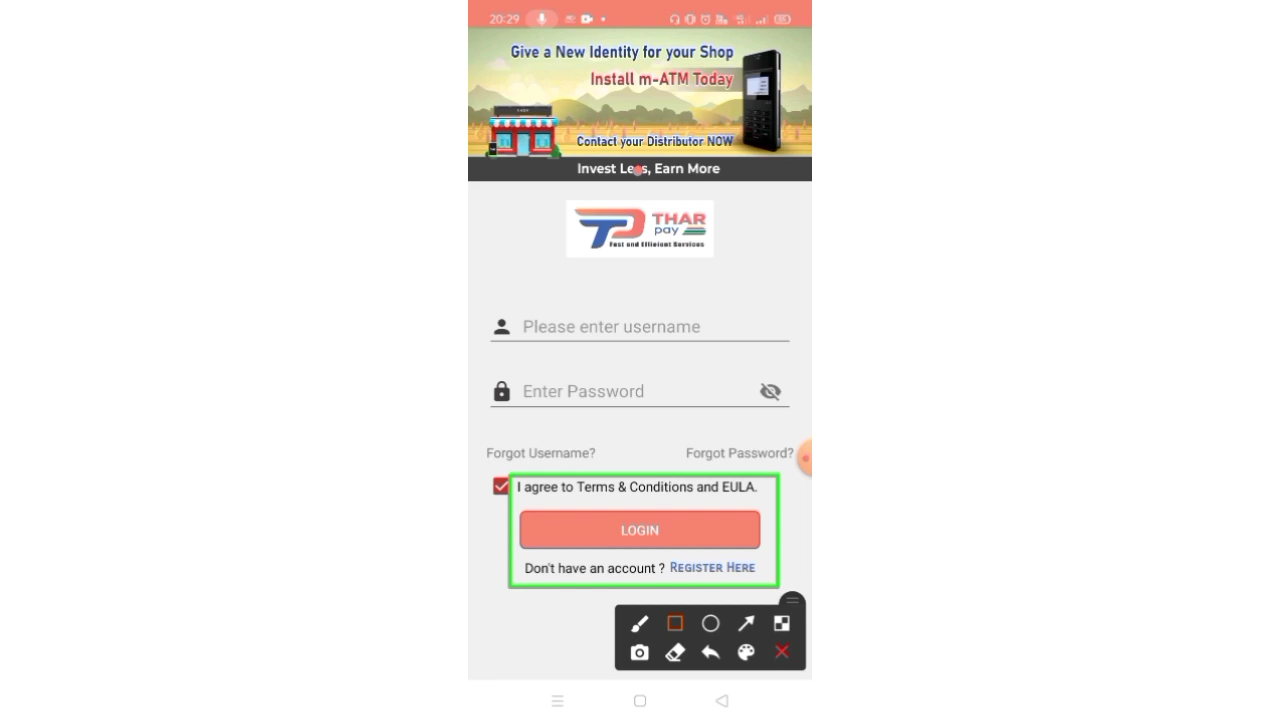 20:29
Give a New Identity for your Shop
Install m-ATM Today
Contact your Distributor NOW
Invest Less, Earn More
THAR
pay
Fast and Efficient Services
Please enter username
Enter Password
Forgot Username? Forgot Password?
I agree to Terms & Conditions and EULA.
LOGIN
Don't have an account ? REGISTER HERE